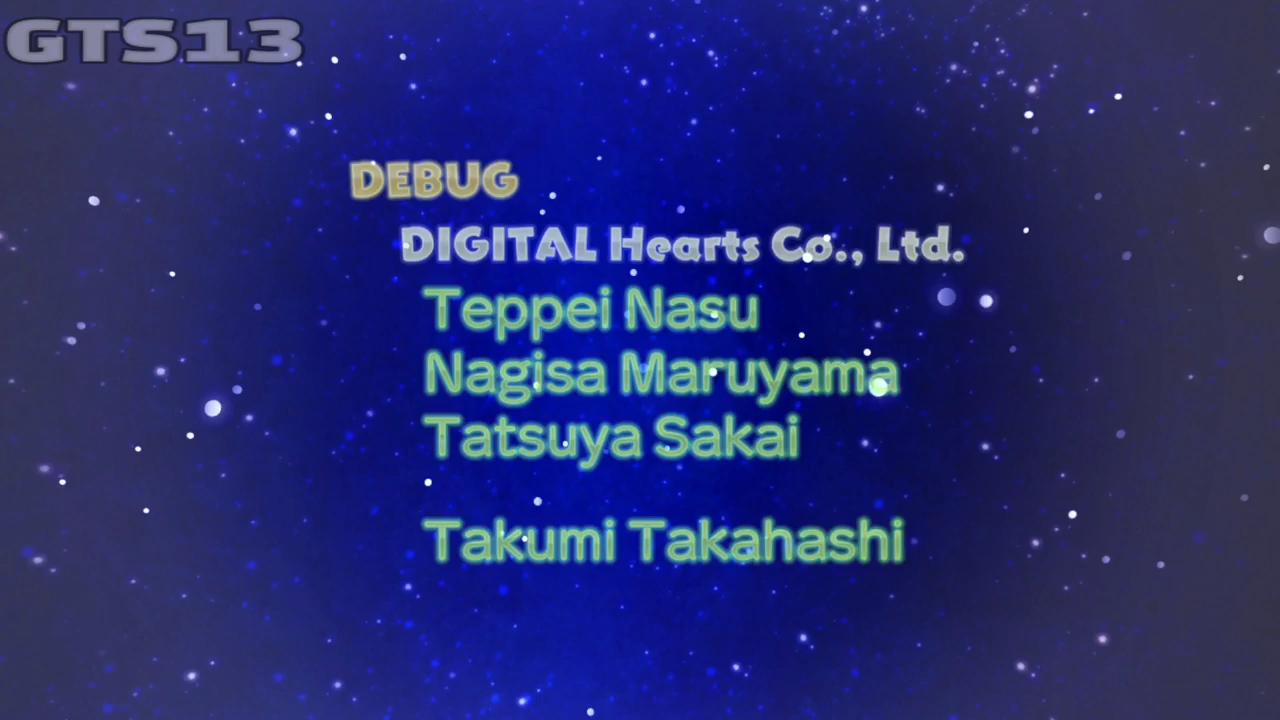 GTS13
DEBUG
DIGITAL Hearts Co., Ltd.
Teppei Nasu
Nagisa Maruyama
Tatsuya Sakai
Takumi Takahashi